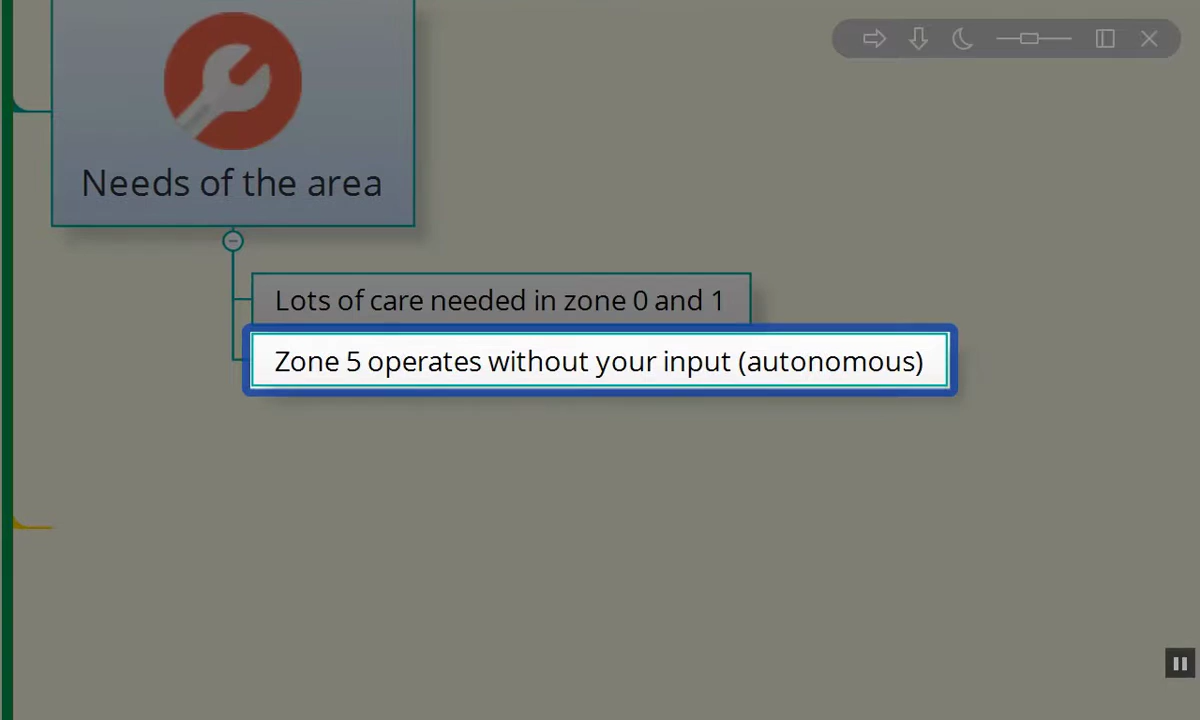 Needs of the area
Lots of care needed in zone 0 and 1
Zone 5 operates without your input (autonomous)